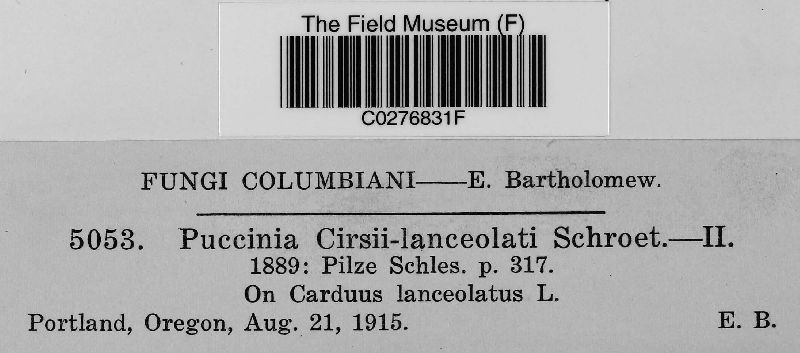 The Field Museum (F)
C0276831F
FUNGI COLUMBIANI——E. Bartholomew.
5053. Puccinia Cirsii-lanceolati Schroet.—II.
1889: Pilze Schles. p. 317.
On Carduus lanceolatus L.
Portland, Oregon, Aug. 21, 1915. E. B.